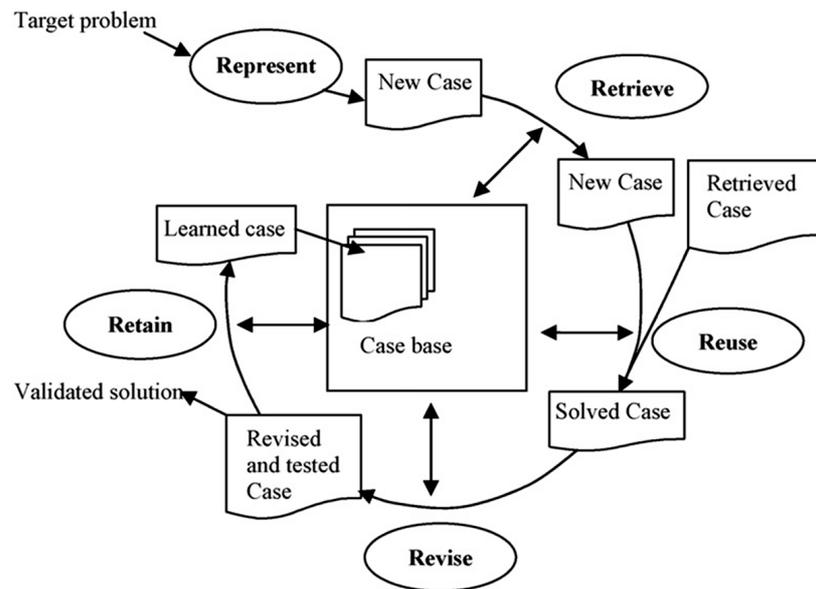 Target problem
Represent
New Case
Retrieve
New Case
Retrieved
Case
Learned case
Retain
Case base
Reuse
Validated solution
Solved Case
Revised
and tested
Case
Revise